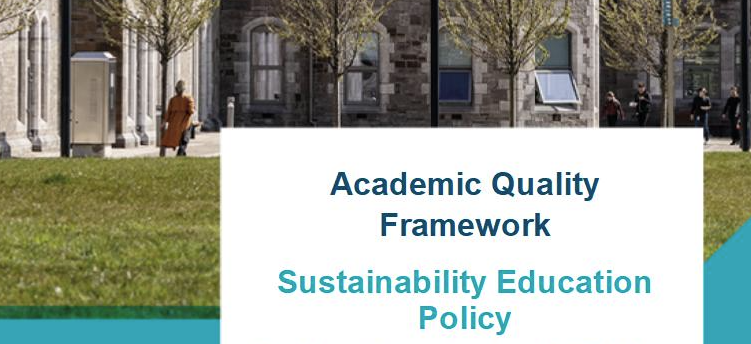 Academic Quality
Framework
Sustainability Education
Policy